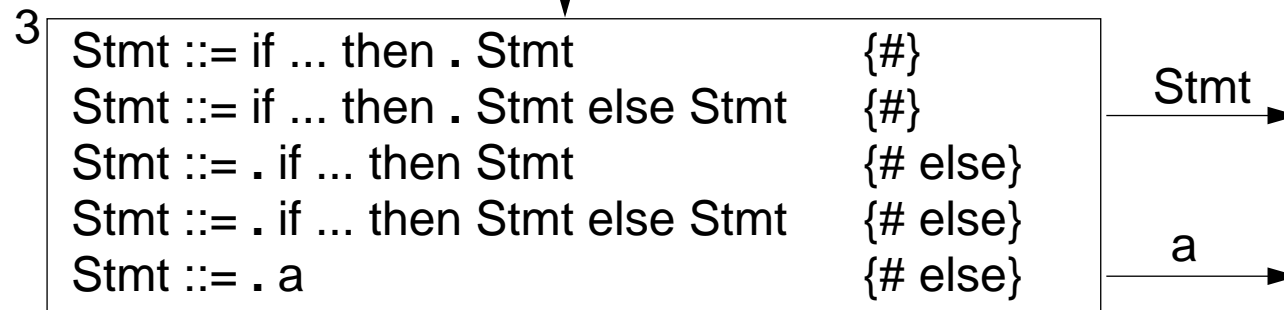 3
Stmt ::= if ... then . Stmt {#}
Stmt ::= if ... then . Stmt else Stmt {#}
Stmt
Stmt ::= . if ... then Stmt {# else}
Stmt ::= . if ... then Stmt else Stmt {# else}
Stmt ::= . a {# else}
a